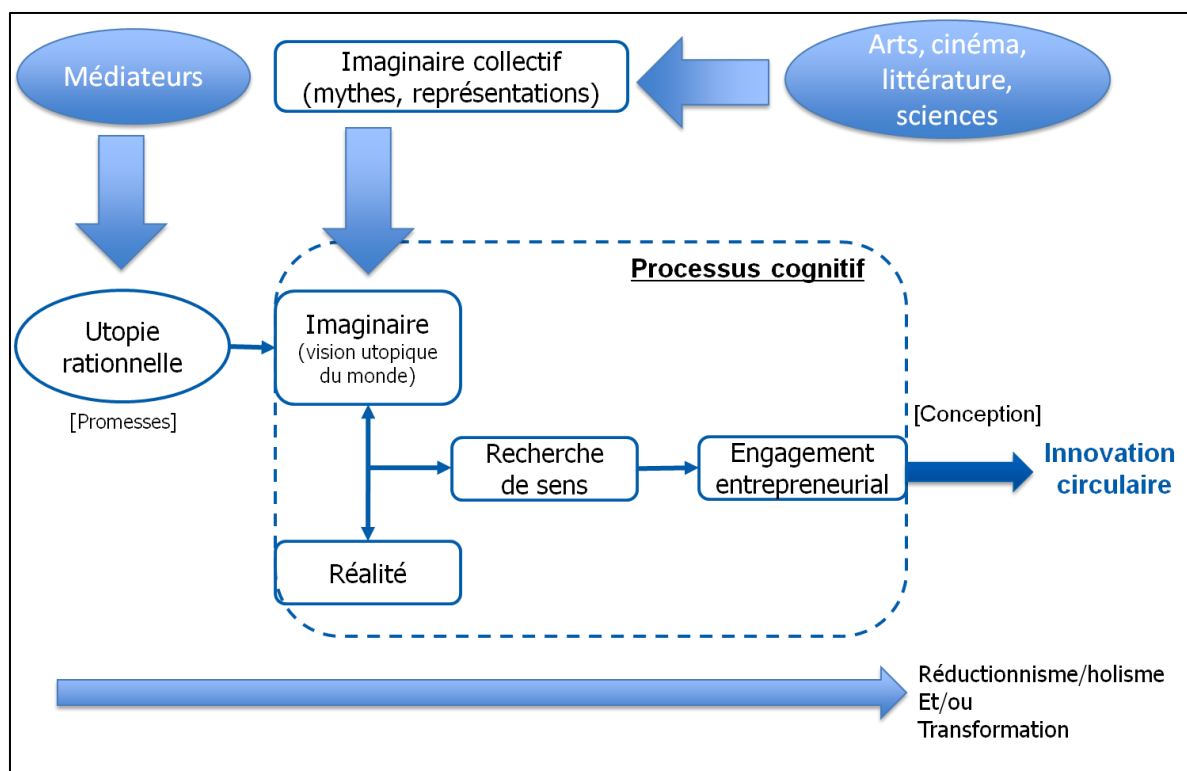 Médiateurs
Imaginaire collectif
(mythes, représentations)
Arts, cinéma,
littérature,
sciences
Processus cognitif
Utopie
rationnelle
[Promesses]
Imaginaire
(vision utopique
du monde)
Recherche
de sens
Engagement
entrepreneurial
[Conception]
Innovation
circulaire
Réalité
Réductionnisme/holisme
Et/ou
Transformation